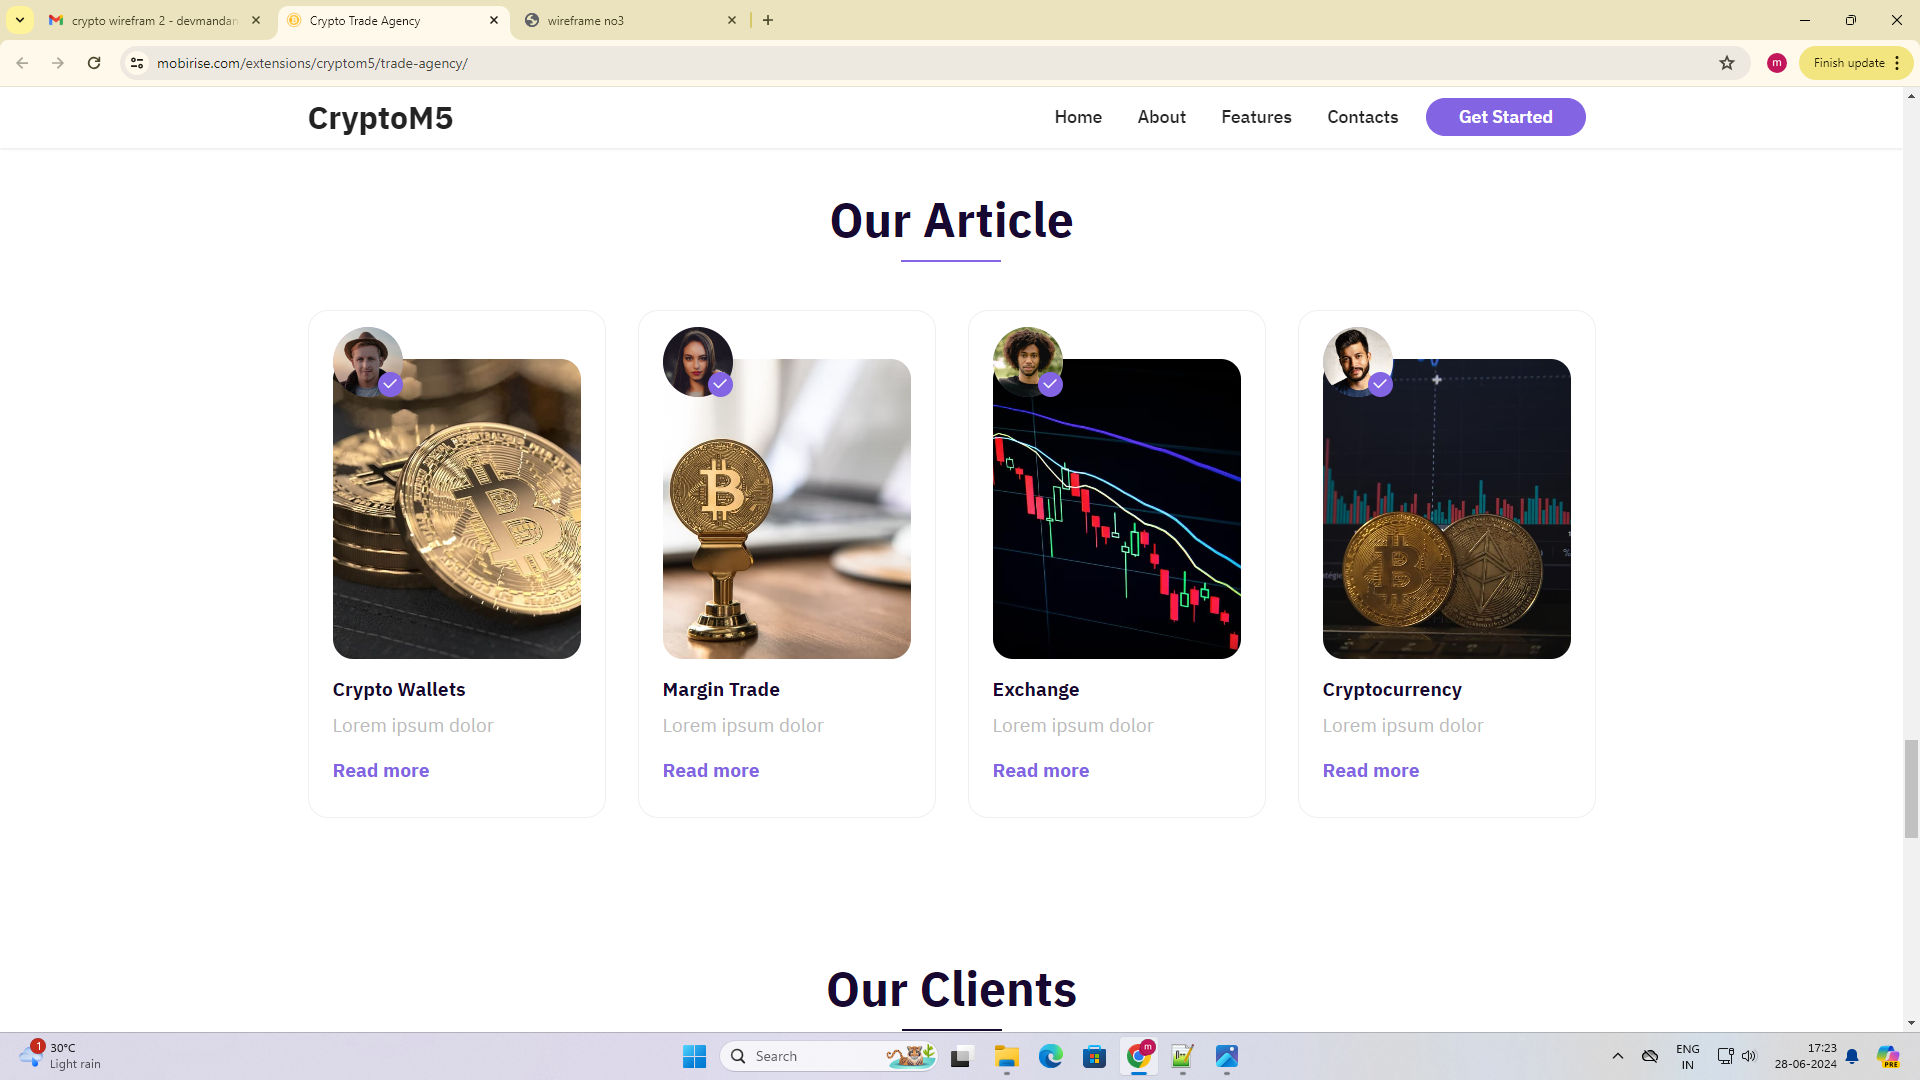 crypto wirefram 2 - devmandan
Crypto Trade Agency
wireframe no3
mobirise.com/extensions/cryptom5/trade-agency/
m
Finish update
CryptoM5
Home
About
Features
Contacts
Get Started
Our Article
Crypto Wallets
Lorem ipsum dolor
Read more
Margin Trade
Lorem ipsum dolor
Read more
Exchange
Lorem ipsum dolor
Read more
Cryptocurrency
Lorem ipsum dolor
Read more
Our Clients
1
30°C
Light rain
Search
m
ENG
IN
17:23
28-06-2024
PRE